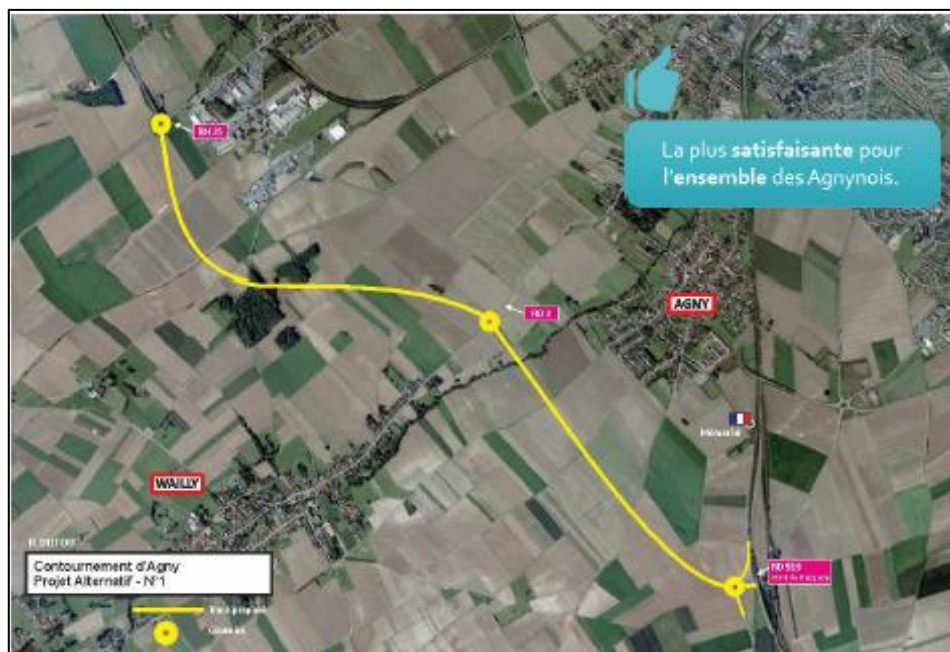 RN 25
La plus satisfaisante pour
l'ensemble des Agnynois.
AGNY
RD 3
WAILLY
Contournement d'Agny
Projet Alternatif - N°1
RD 919